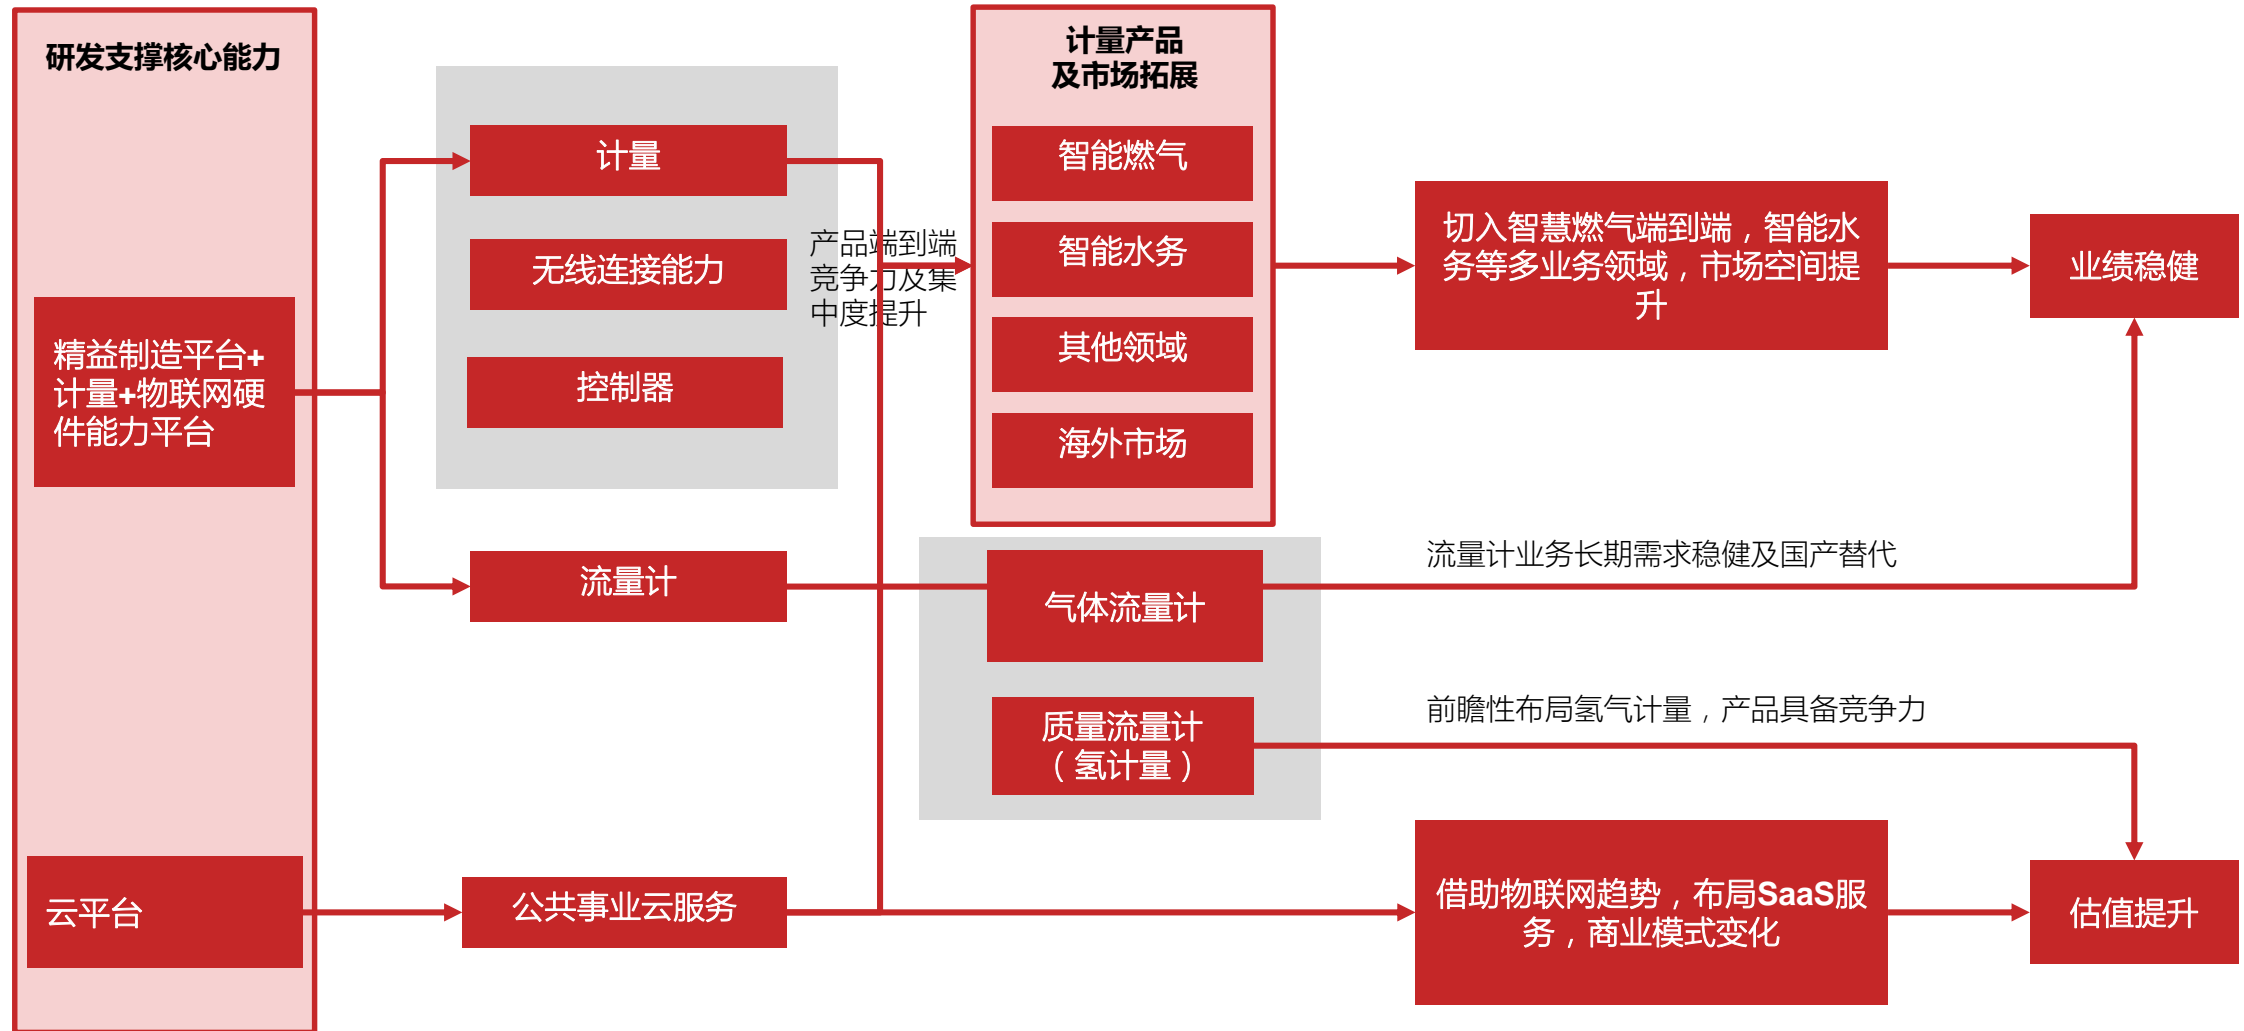 研发支撑核心能力
精益制造平台+
计量+物联网硬
件能力平台
云平台
计量
无线连接能力
控制器
流量计
公共事业云服务
产品端到端
竞争力及集
中度提升
计量产品
及市场拓展
智能燃气
智能水务
其他领域
海外市场
气体流量计
质量流量计
（氢计量）
切入智慧燃气端到端，智能水
务等多业务领域，市场空间提
升
流量计业务长期需求稳健及国产替代
前瞻性布局氢气计量，产品具备竞争力
借助物联网趋势，布局SaaS服
务，商业模式变化
业绩稳健
估值提升